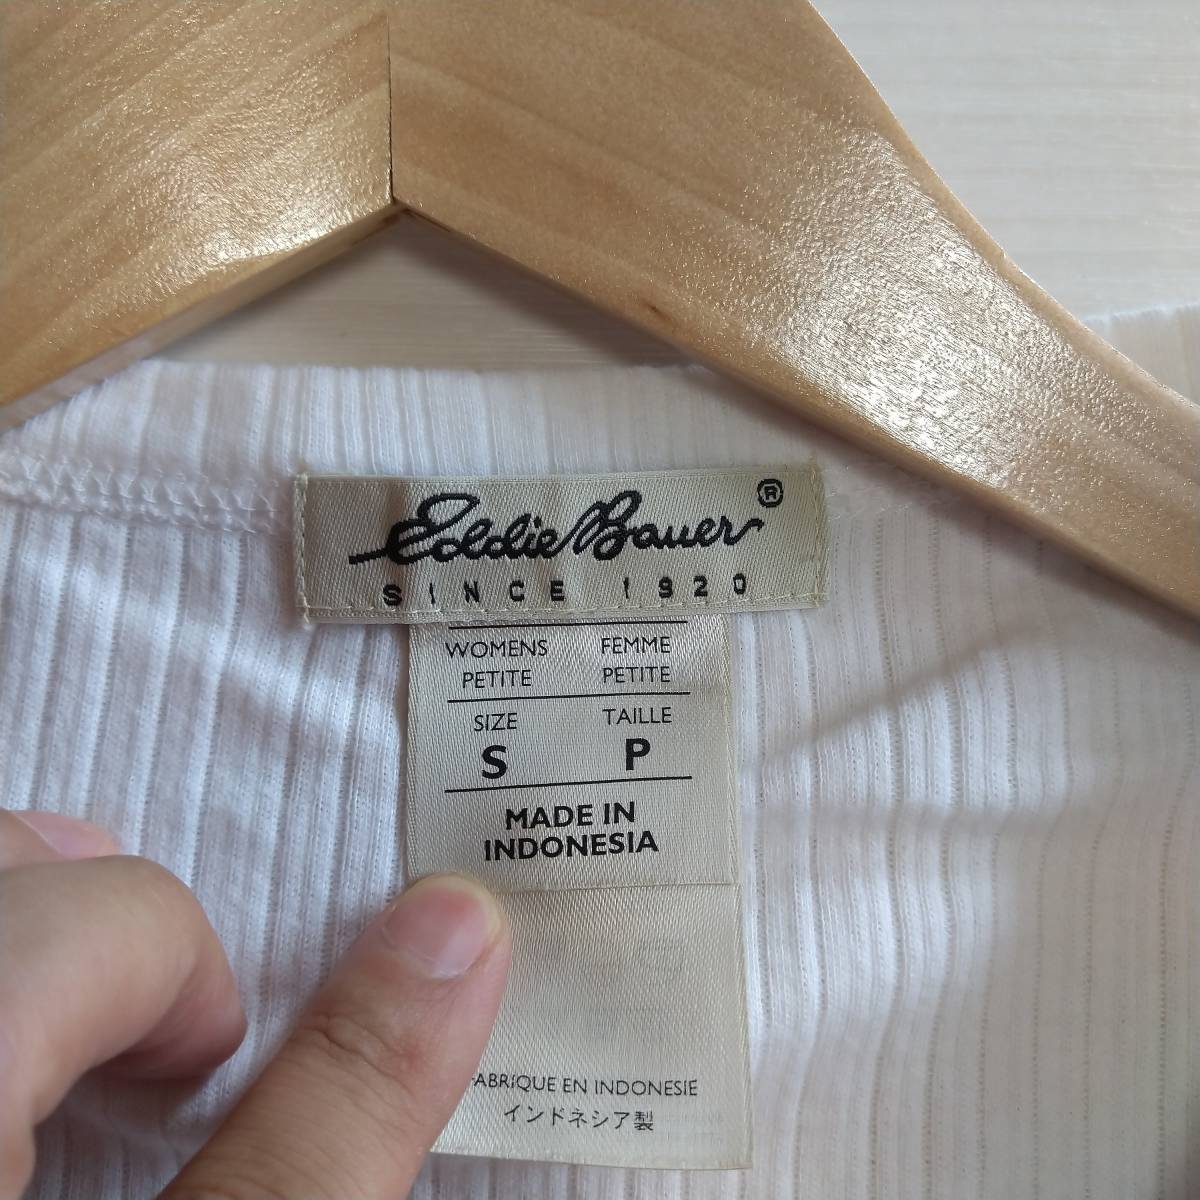 Eddie Bauer ®
SINCE 1920
WOMENS FEMME
PETITE PETITE
SIZE TAILLE
S P
MADE IN
INDONESIA
FABRIQUE EN INDONESIE
インドネシア製